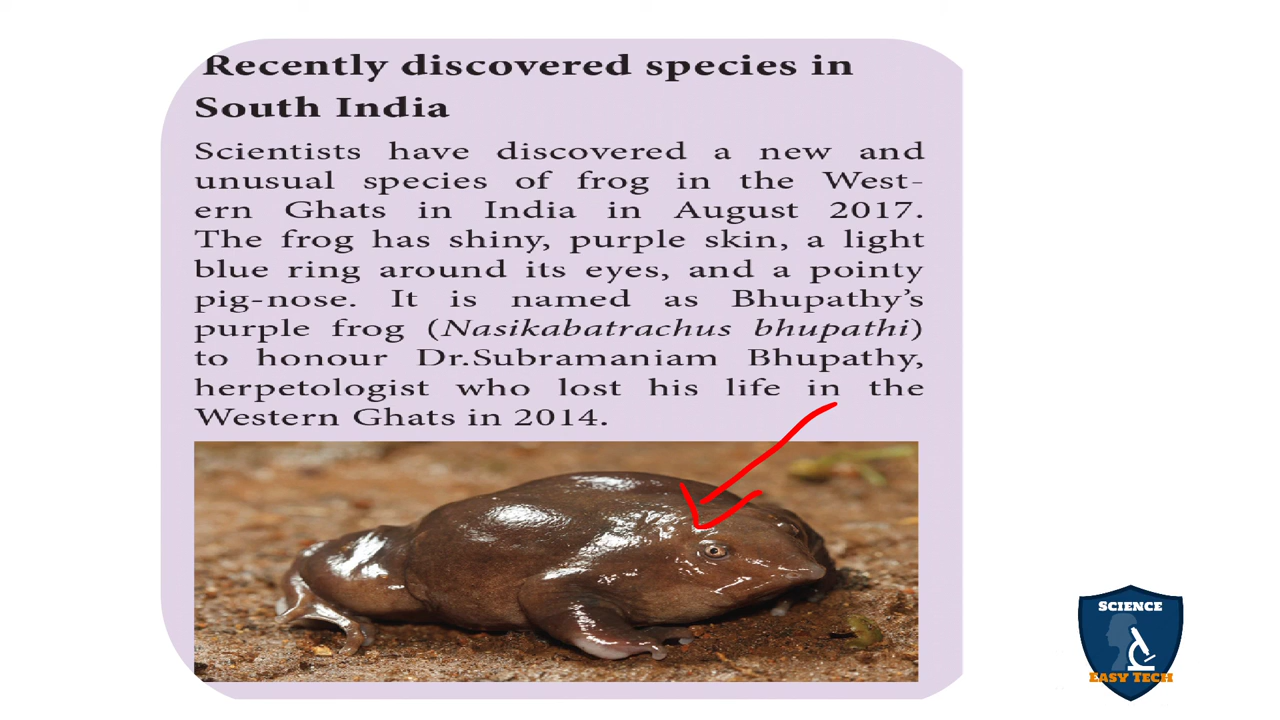 Recently discovered species in
South India
Scientists have discovered a new and
unusual species of frog in the West-
ern Ghats in India in August 2017.
The frog has shiny, purple skin, a light
blue ring around its eyes, and a pointy
pig-nose. It is named as Bhupathy's
purple frog (Nasikabatrachus bhupathi)
to honour Dr.Subramaniam Bhupathy,
herpetologist who lost his life in the
Western Ghats in 2014.
SCIENCE
EASY TECH